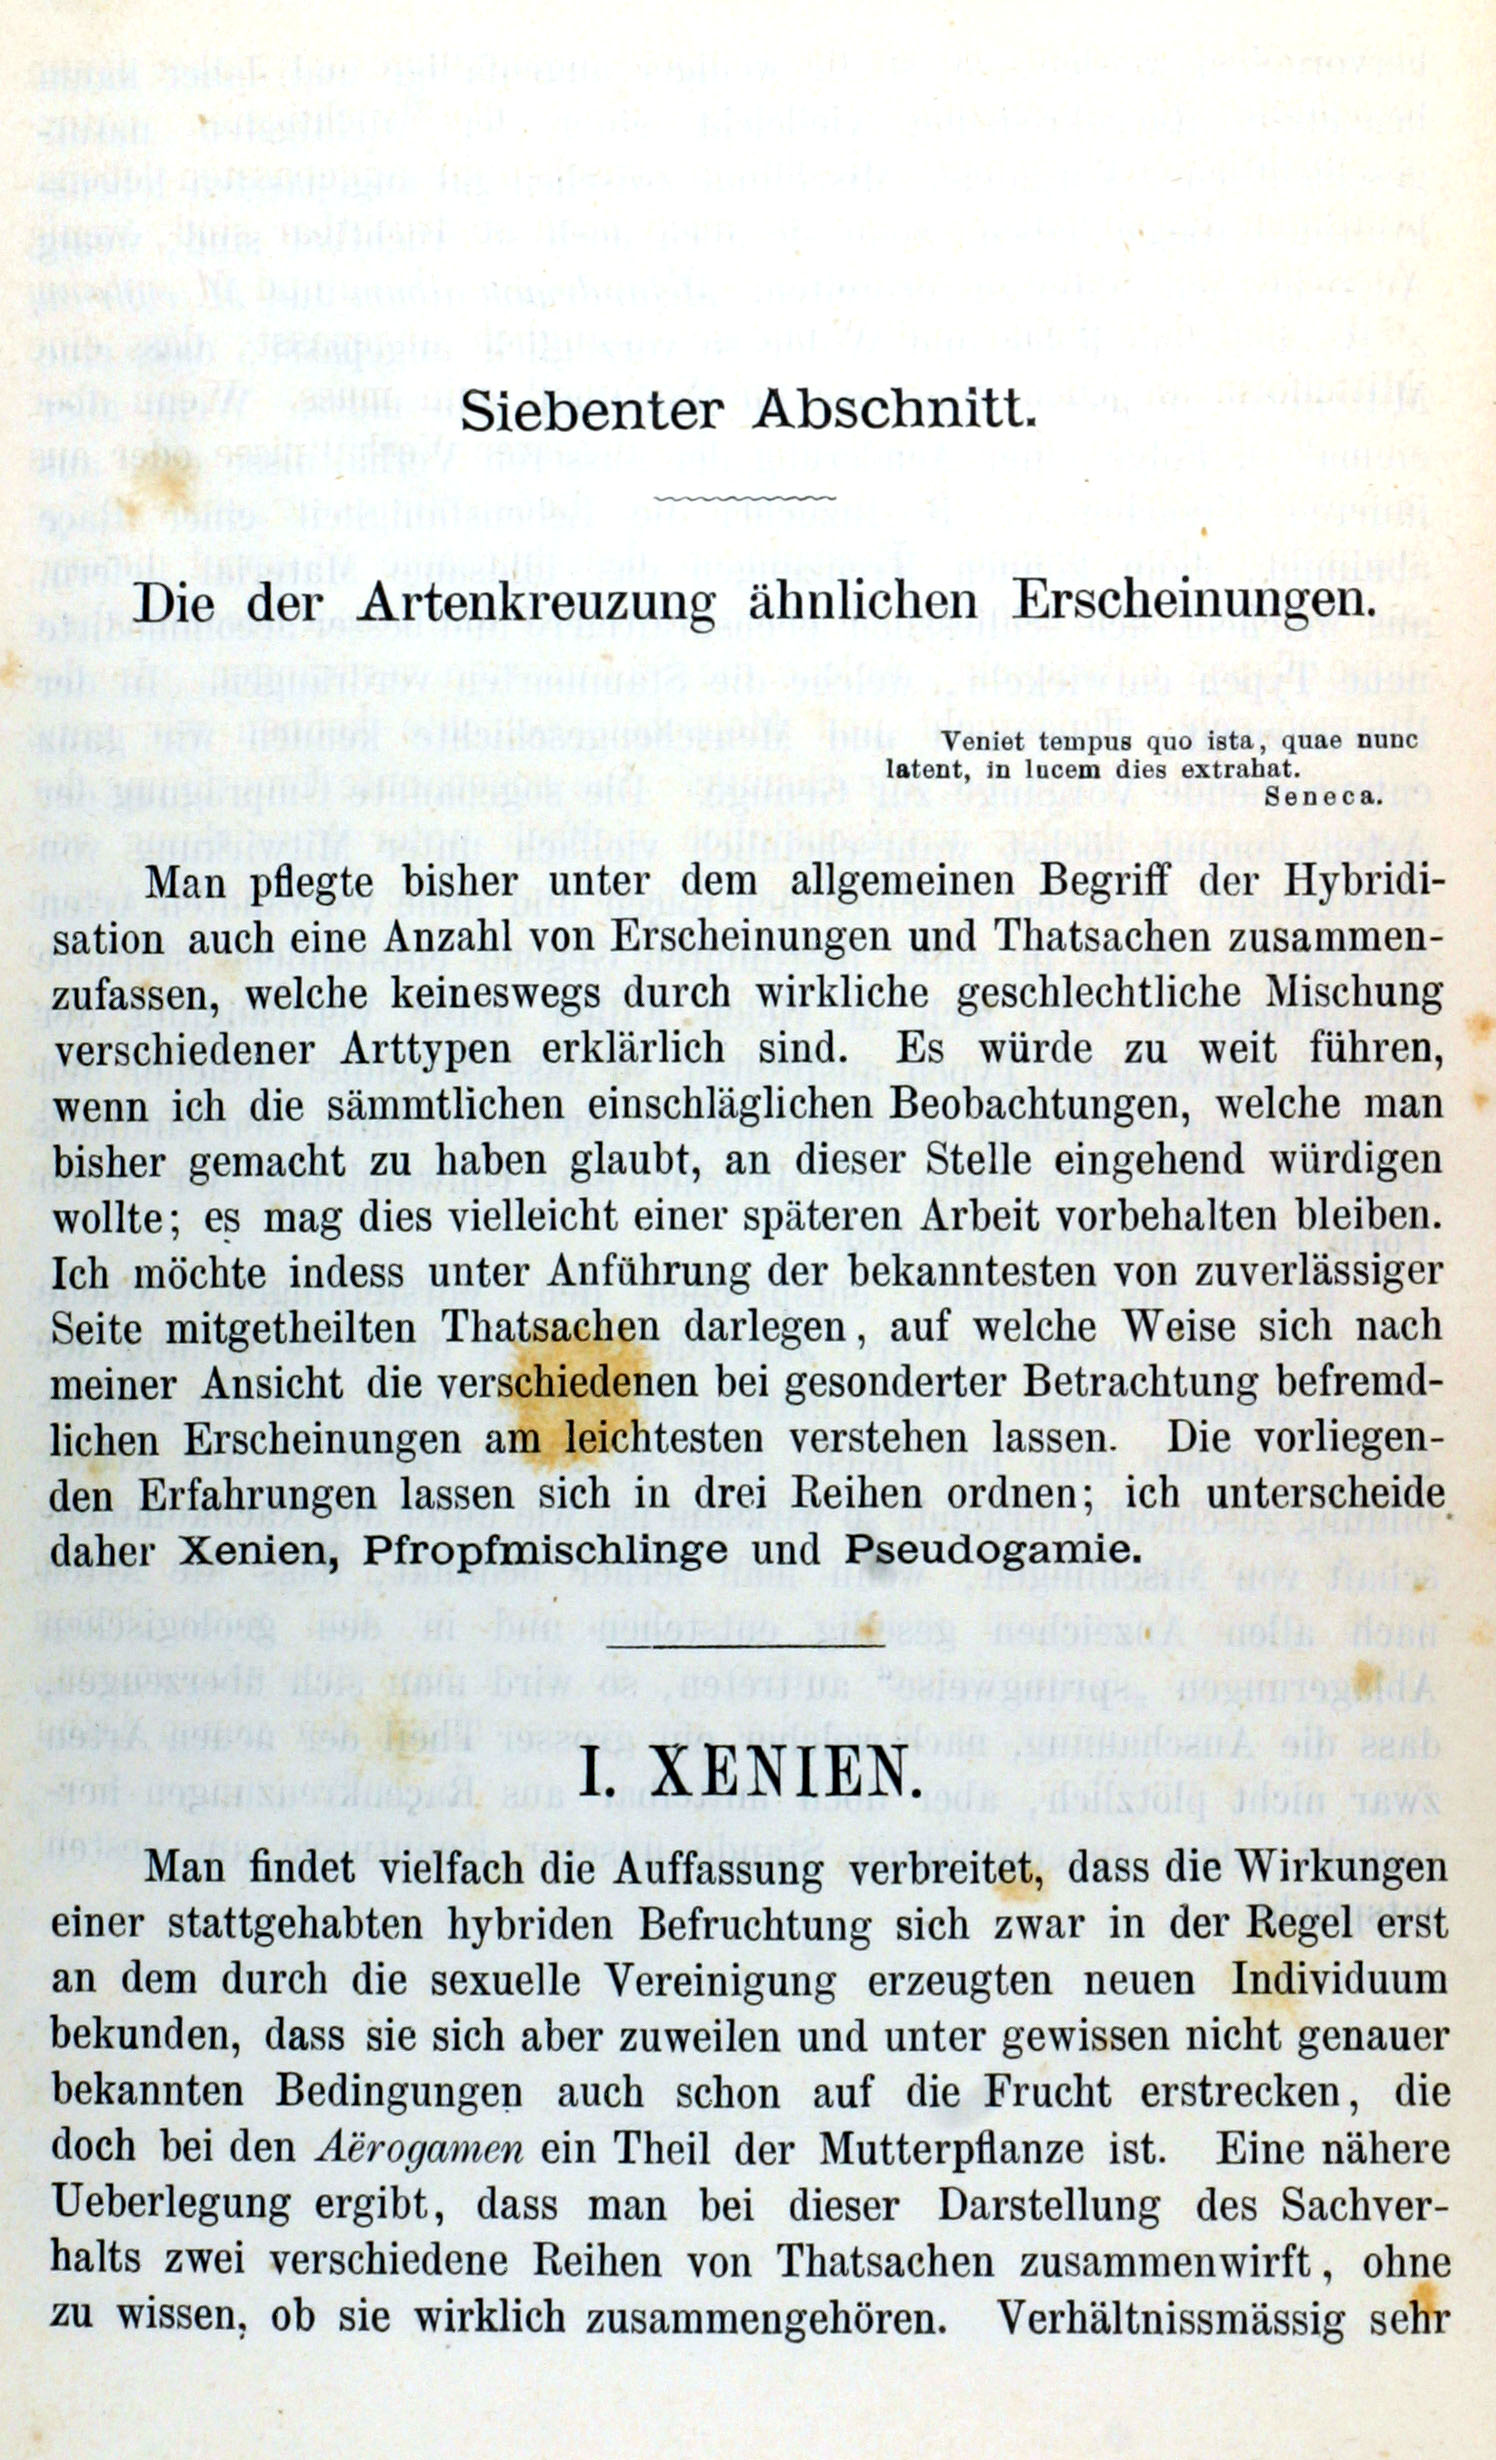 Siebenter Abschnitt.
Die der Artenkreuzung ähnlichen Erscheinungen.
Veniet tempus quo ista, quae nunc
latent, in lucem dies extrahat.
Seneca.
Man pflegte bisher unter dem allgemeinen Begriff der Hybridi-
sation auch eine Anzahl von Erscheinungen und Thatsachen zusammen-
zufassen, welche keineswegs durch wirkliche geschlechtliche Mischung
verschiedener Arttypen erklärlich sind. Es würde zu weit führen,
wenn ich die sämmtlichen einschläglichen Beobachtungen, welche man
bisher gemacht zu haben glaubt, an dieser Stelle eingehend würdigen
wollte; es mag dies vielleicht einer späteren Arbeit vorbehalten bleiben.
Ich möchte indess unter Anführung der bekanntesten von zuverlässiger
Seite mitgetheilten Thatsachen darlegen, auf welche Weise sich nach
meiner Ansicht die verschiedenen bei gesonderter Betrachtung befremd-
lichen Erscheinungen am leichtesten verstehen lassen. Die vorliegen-
den Erfahrungen lassen sich in drei Reihen ordnen; ich unterscheide
daher Xenien, Pfropfmischlinge und Pseudogamie.
I. XENIEN.
Man findet vielfach die Auffassung verbreitet, dass die Wirkungen
einer stattgehabten hybriden Befruchtung sich zwar in der Regel erst
an dem durch die sexuelle Vereinigung erzeugten neuen Individuum
bekunden, dass sie sich aber zuweilen und unter gewissen nicht genauer
bekannten Bedingungen auch schon auf die Frucht erstrecken, die
doch bei den Aërogamen ein Theil der Mutterpflanze ist. Eine nähere
Ueberlegung ergibt, dass man bei dieser Darstellung des Sachver-
halts zwei verschiedene Reihen von Thatsachen zusammenwirft, ohne
zu wissen, ob sie wirklich zusammengehören. Verhältnissmässig sehr